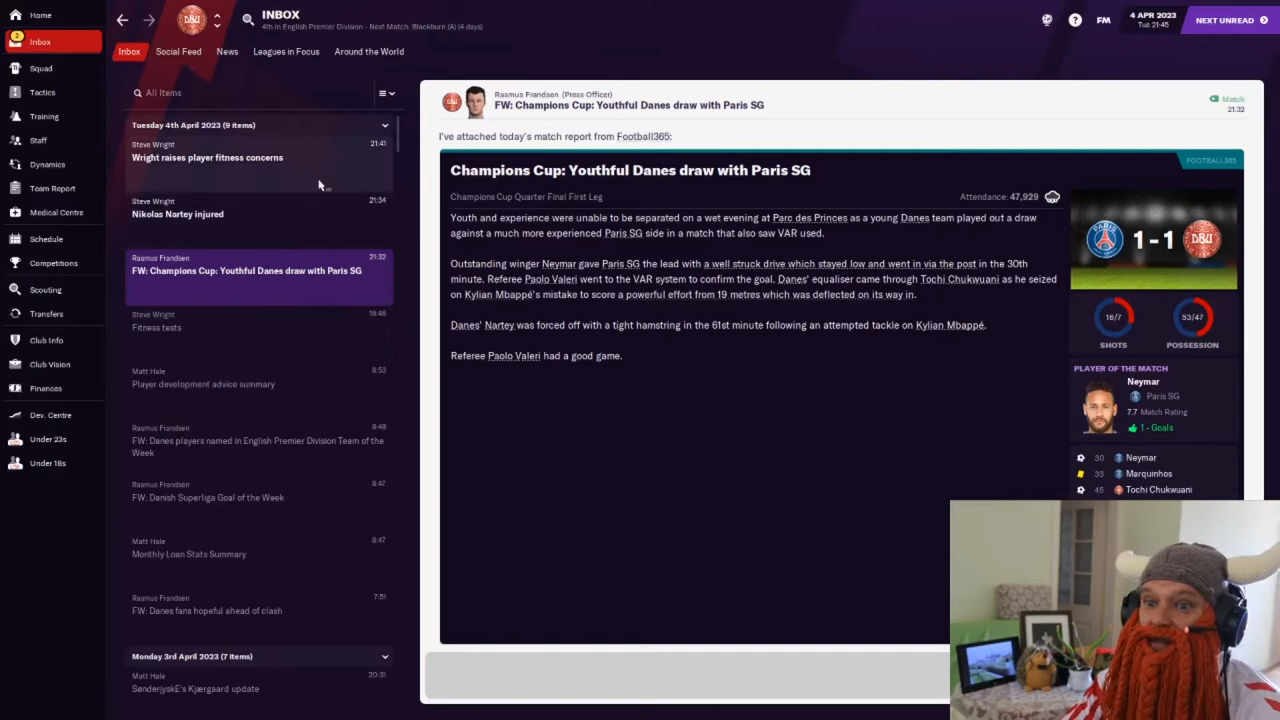 Home
2
Inbox
Squad
Tactics
Training
Staff
Dynamics
Team Report
Medical Centre
Schedule
Competitions
Scouting
Transfers
Club Info
Club Vision
Finances
Dev. Centre
Under 23s
Under 18s
DBU
INBOX
4th in English Premier Division - Next Match: Blackburn (A) (4 days)
?
FM
4 APR 2023
Tue 21:45
NEXT UNREAD
Inbox
Social Feed
News
Leagues in Focus
Around the World
All Items
Tuesday 4th April 2023 (9 items)
Steve Wright
21:41
Wright raises player fitness concerns
Steve Wright
21:34
Nikolas Nartey injured
Rasmus Frandsen
21:32
FW: Champions Cup: Youthful Danes draw with Paris SG
Steve Wright
19:46
Fitness tests
Matt Hale
8:53
Player development advice summary
Rasmus Frandsen
8:48
FW: Danes players named in English Premier Division Team of the
Week
Rasmus Frandsen
8:47
FW: Danish Superliga Goal of the Week
Matt Hale
8:47
Monthly Loan Stats Summary
Rasmus Frandsen
7:51
FW: Danes fans hopeful ahead of clash
Monday 3rd April 2023 (7 items)
Matt Hale
20:31
SønderjyskE's Kjærgaard update
Rasmus Frandsen (Press Officer)
FW: Champions Cup: Youthful Danes draw with Paris SG
Match
21:32
I've attached today's match report from Football365:
FOOTBALL365
Champions Cup: Youthful Danes draw with Paris SG
Champions Cup Quarter Final First Leg
Attendance: 47,929
Youth and experience were unable to be separated on a wet evening at Parc des Princes as a young Danes team played out a draw
against a much more experienced Paris SG side in a match that also saw VAR used.
Outstanding winger Neymar gave Paris SG the lead with a well struck drive which stayed low and went in via the post in the 30th
minute. Referee Paolo Valeri went to the VAR system to confirm the goal. Danes' equaliser came through Tochi Chukwuani as he seized
on Kylian Mbappé's mistake to score a powerful effort from 19 metres which was deflected on its way in.
Danes' Nartey was forced off with a tight hamstring in the 61st minute following an attempted tackle on Kylian Mbappé.
Referee Paolo Valeri had a good game.
PARIS
1 - 1
DBU
16/7
SHOTS
53/47
POSSESSION
PLAYER OF THE MATCH
Neymar
Paris SG
7.7 Match Rating
1 - Goals
30 Neymar
33 Marquinhos
45 Tochi Chukwuani